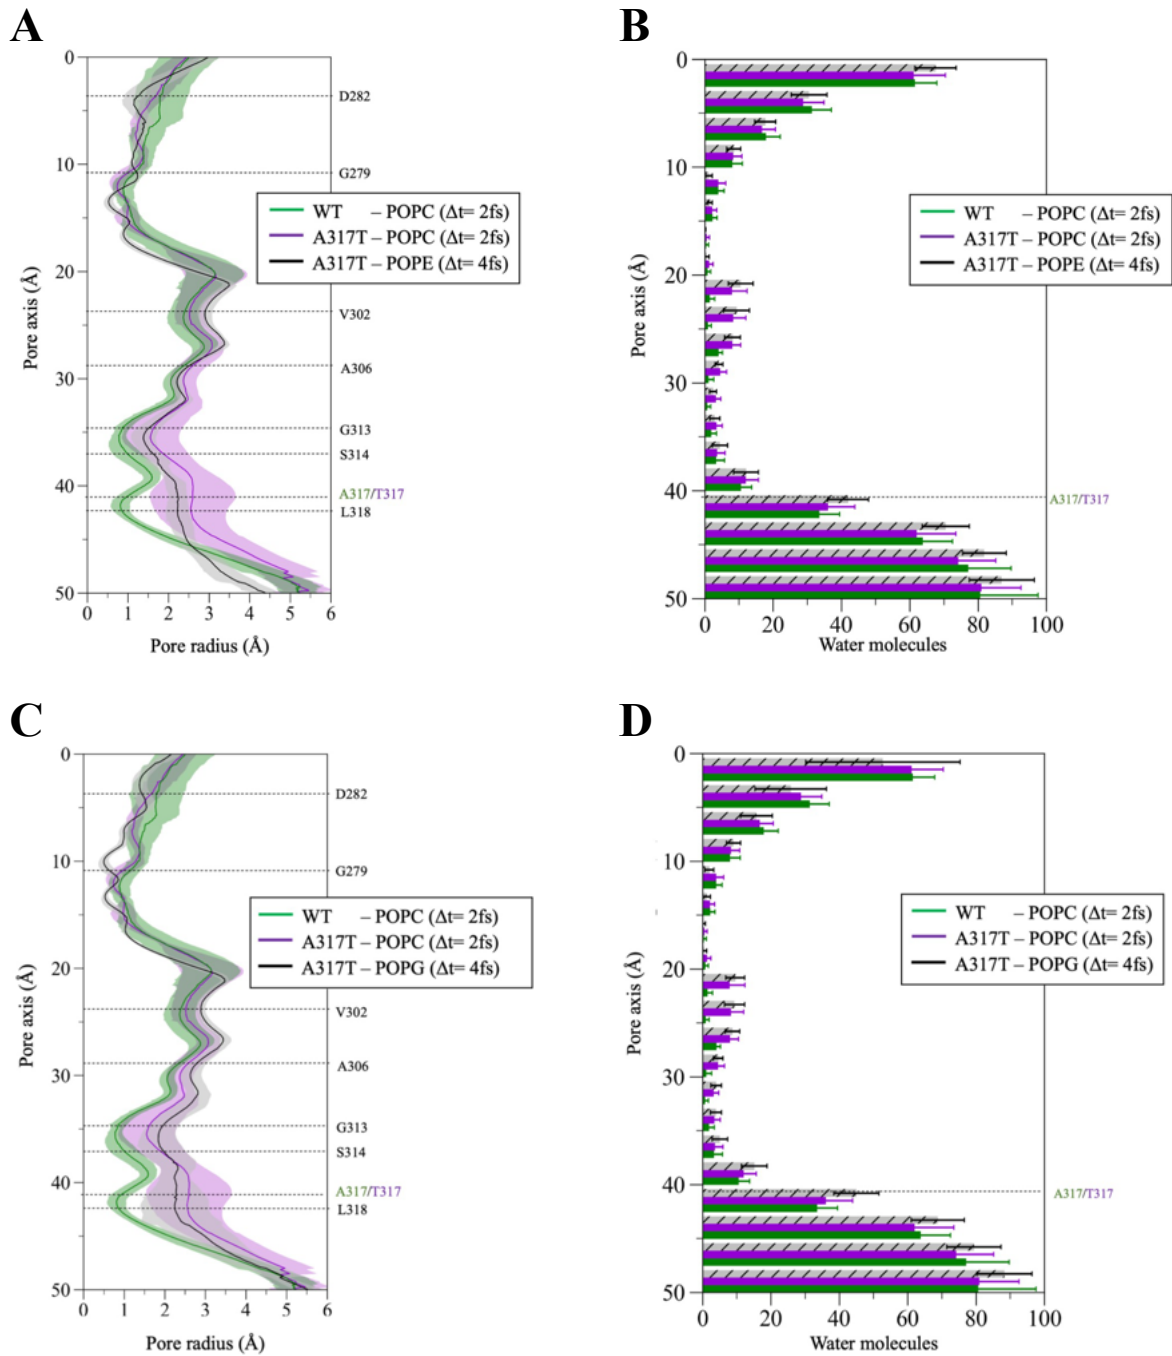 A
0
10
20
30
40
50
Pore axis (Å)
D282
G279
V302
A306
G313
S314
A317/T317
L318
WT – POPC (Δt= 2fs)
A317T – POPC (Δt= 2fs)
A317T – POPE (Δt= 4fs)
0 1 2 3 4 5 6
Pore radius (Å)
B
0
10
20
30
40
50
Pore axis (Å)
WT – POPC (Δt= 2fs)
A317T – POPC (Δt= 2fs)
A317T – POPE (Δt= 4fs)
A317/T317
0 20 40 60 80 100
Water molecules
C
0
10
20
30
40
50
Pore axis (Å)
D282
G279
V302
A306
G313
S314
A317/T317
L318
WT – POPC (Δt= 2fs)
A317T – POPC (Δt= 2fs)
A317T – POPG (Δt= 4fs)
0 1 2 3 4 5 6
Pore radius (Å)
D
0
10
20
30
40
50
Pore axis (Å)
WT – POPC (Δt= 2fs)
A317T – POPC (Δt= 2fs)
A317T – POPG (Δt= 4fs)
A317/T317
0 20 40 60 80 100
Water molecules